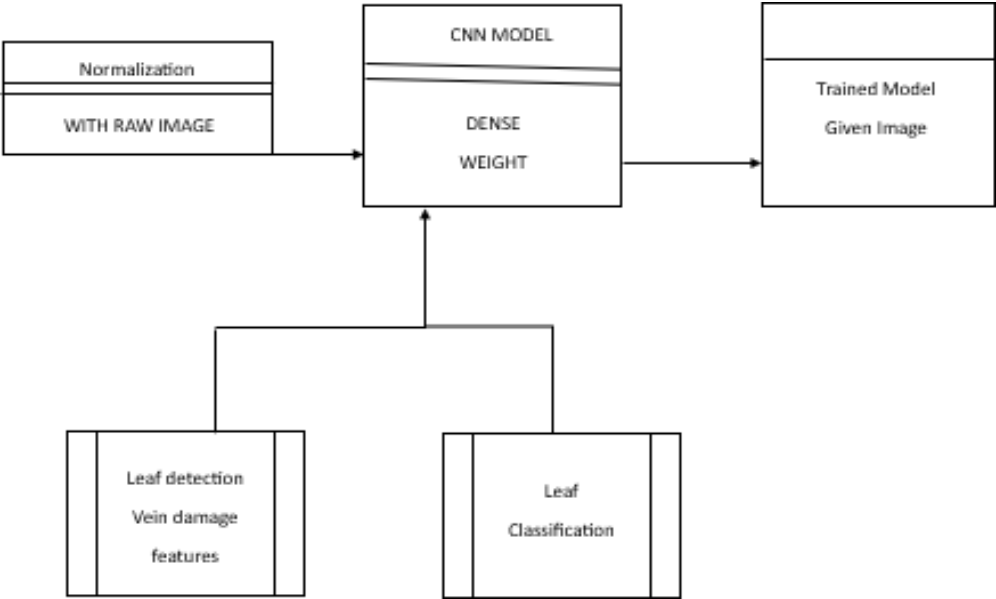 Normalization
WITH RAW IMAGE
CNN MODEL
DENSE
WEIGHT
Trained Model
Given Image
Leaf detection
Vein damage
features
Leaf
Classification